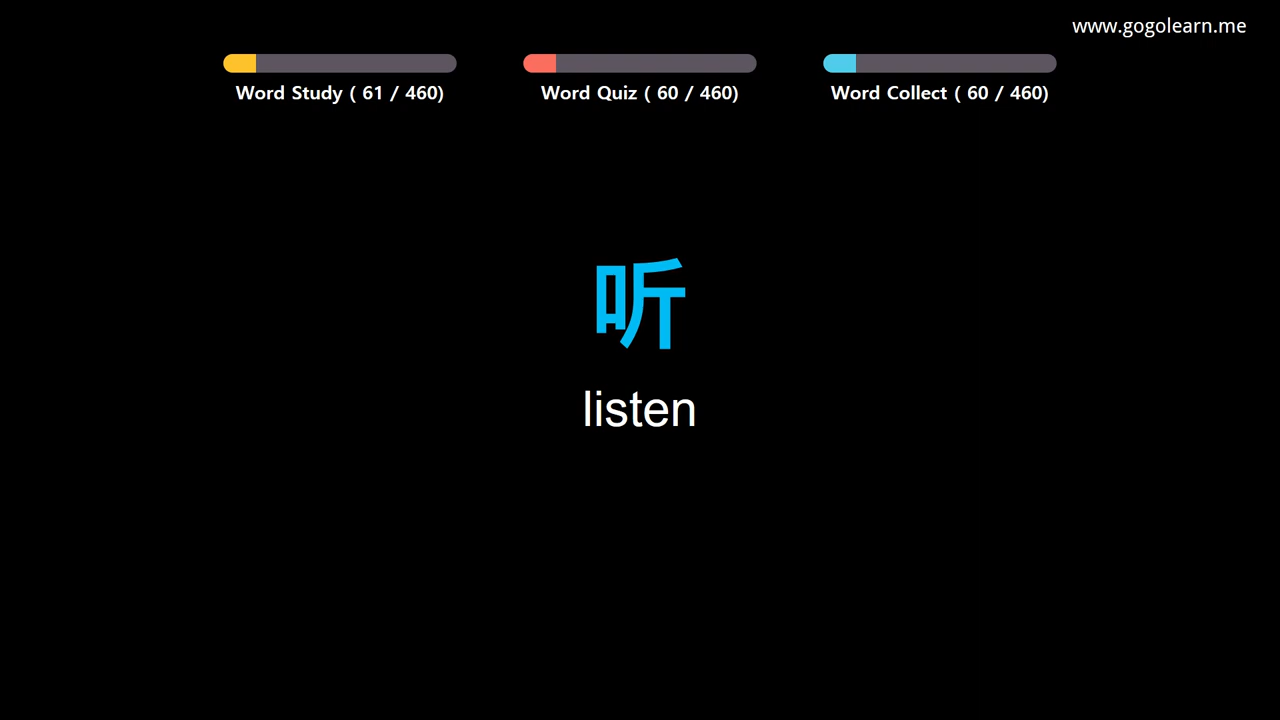 www.gogolearn.me
Word Study ( 61 / 460)
Word Quiz ( 60 / 460)
Word Collect ( 60 / 460)
听
listen